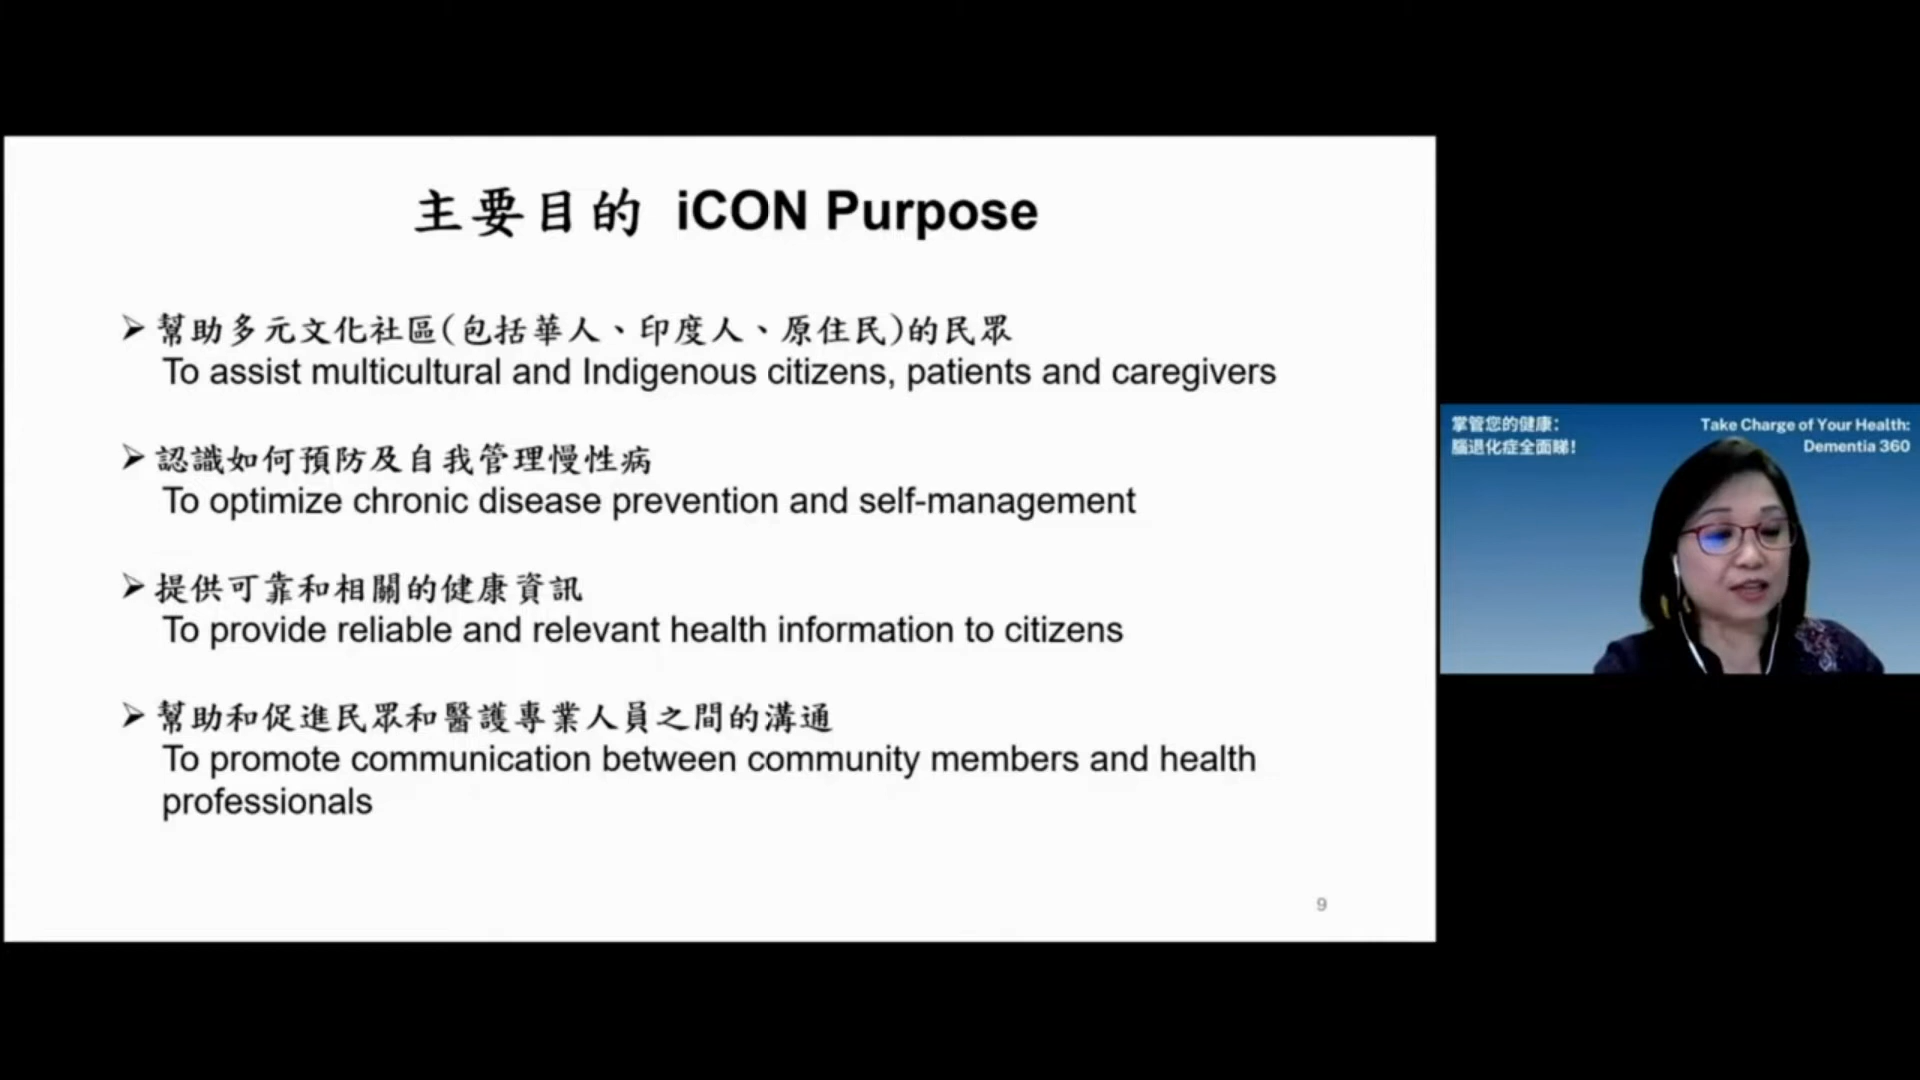 主要目的 iCON Purpose
➢幫助多元文化社區(包括華人、印度人、原住民)的民眾
To assist multicultural and Indigenous citizens, patients and caregivers
➢認識如何預防及自我管理慢性病
To optimize chronic disease prevention and self-management
➢提供可靠和相關的健康資訊
To provide reliable and relevant health information to citizens
➢幫助和促進民眾和醫護專業人員之間的溝通
To promote communication between community members and health
professionals
9
掌管您的健康:
腦退化症全面睇!
Take Charge of Your Health:
Dementia 360